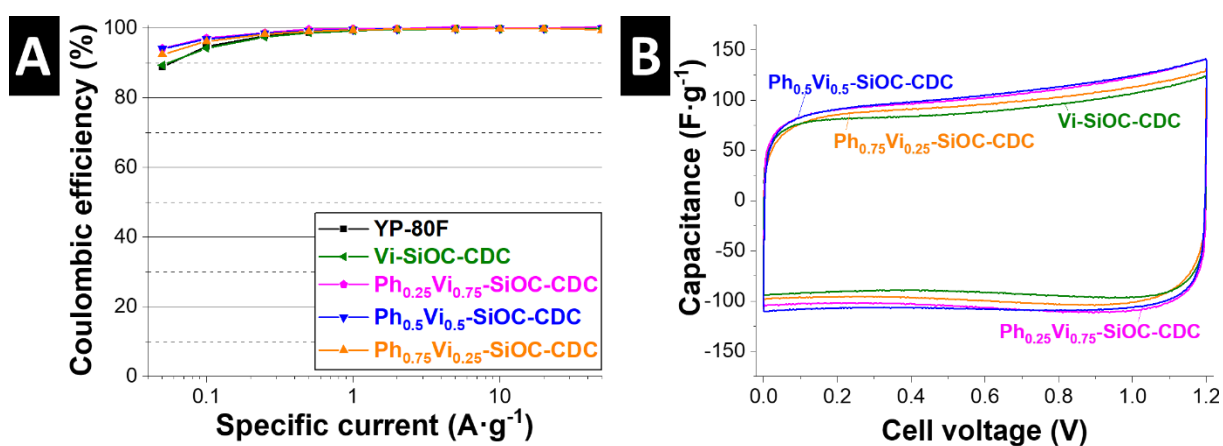 A
Coulombic efficiency (%)
100
80
60
40
20
0
YP-80F
Vi-SiOC-CDC
Ph0.25Vi0.75-SiOC-CDC
Ph0.5Vi0.5-SiOC-CDC
Ph0.75Vi0.25-SiOC-CDC
0.1
1
10
Specific current (A·g-1)
B
Capacitance (F·g-1)
150
100
50
0
-50
-100
-150
Ph0.5Vi0.5-SiOC-CDC
Vi-SiOC-CDC
Ph0.75Vi0.25-SiOC-CDC
Ph0.25Vi0.75-SiOC-CDC
0.0
0.2
0.4
0.6
0.8
1.0
1.2
Cell voltage (V)